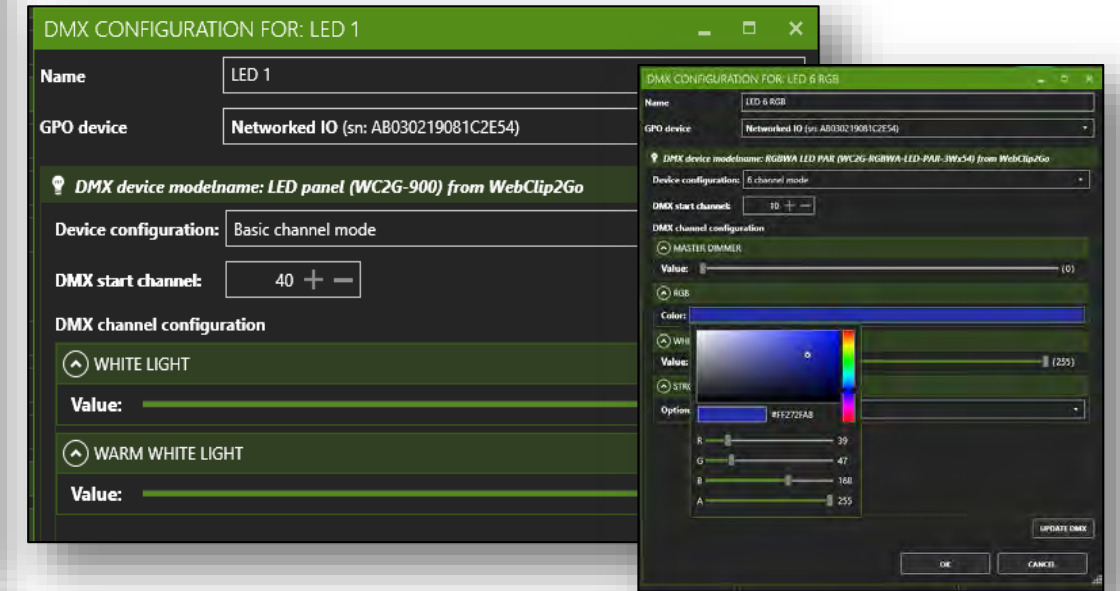 DMX CONFIGURATION FOR: LED 1
Name
LED 1
GPO device
Networked IO (sn: AB030219081C2E54)
DMX device modelname: LED panel (WC2G-900) from WebClip2Go
Device configuration:
Basic channel mode
DMX start channel:
40
DMX channel configuration
WHITE LIGHT
Value:
WARM WHITE LIGHT
Value:
DMX CONFIGURATION FOR: LED 6 RGB
Name
LED 6 RGB
GPO device
Networked IO (sn: AB030219081C2E54)
DMX device modelname: RGBWA LED PAR (WC2G-RGBWA-LED-PAR-3Wx54) from WebClip2Go
Device configuration:
6 channel mode
DMX start channel:
10
DMX channel configuration
MASTER DIMMER
Value:
(0)
RGB
Color:
WHI
Value:
(255)
STRO
Option
#FF272FA8
R 39
G 47
B 168
A 255
UPDATE DMX
OK
CANCEL